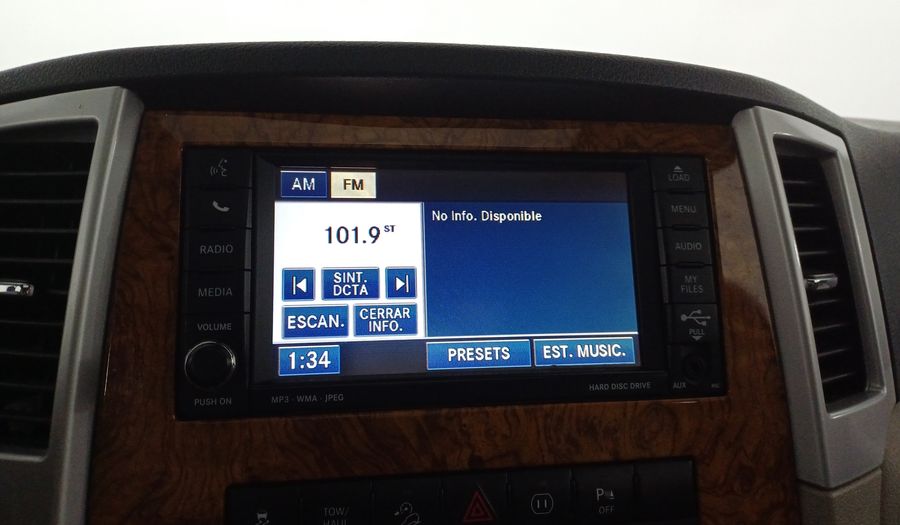 AM FM
LOAD
MENU
101.9 ST
No Info. Disponible
RADIO
AUDIO
SINT. DCTA
MEDIA
MY FILES
ESCAN.
CERRAR INFO.
VOLUME
PULL
1:34
PRESETS
EST. MUSIC.
PUSH ON
MP3 · WMA · JPEG
HARD DISC DRIVE
AUX
TOW/
HAUL
P
OFF